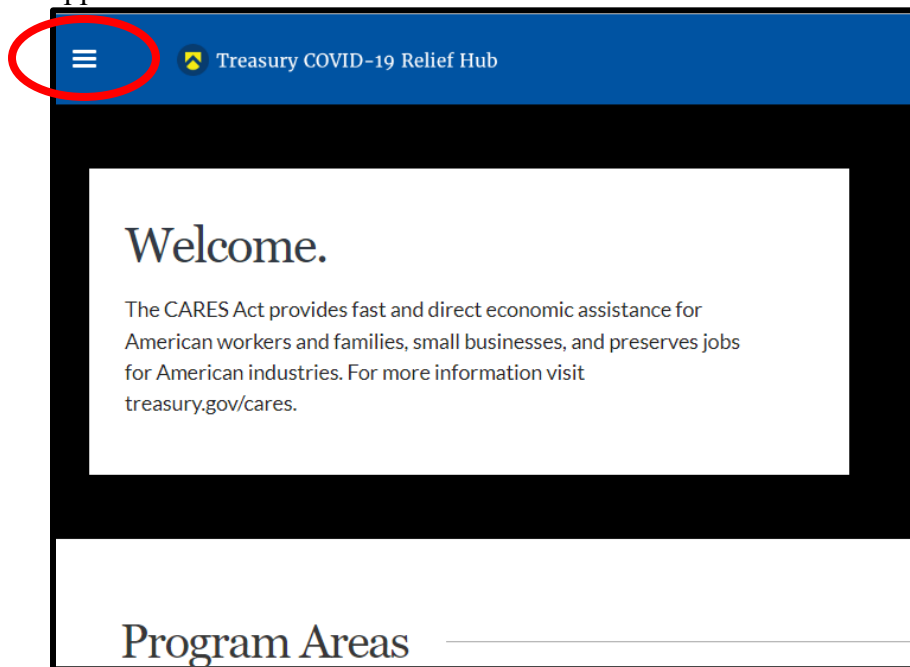 Treasury COVID-19 Relief Hub
Welcome.
The CARES Act provides fast and direct economic assistance for
American workers and families, small businesses, and preserves jobs
for American industries. For more information visit
treasury.gov/cares.
Program Areas